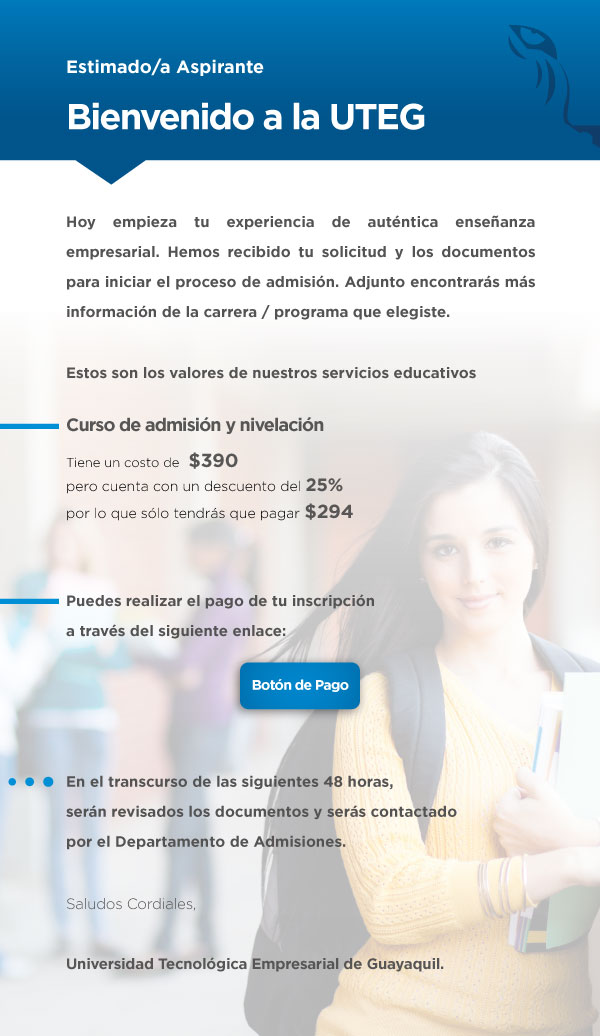 Estimado/a Aspirante
Bienvenido a la UTEG
Hoy empieza tu experiencia de auténtica enseñanza
empresarial. Hemos recibido tu solicitud y los documentos
para iniciar el proceso de admisión. Adjunto encontrarás más
información de la carrera / programa que elegiste.
Estos son los valores de nuestros servicios educativos
Curso de admisión y nivelación
Tiene un costo de $390
pero cuenta con un descuento del 25%
por lo que sólo tendrás que pagar $294
Puedes realizar el pago de tu inscripción
a través del siguiente enlace:
Botón de Pago
En el transcurso de las siguientes 48 horas,
serán revisados los documentos y serás contactado
por el Departamento de Admisiones.
Saludos Cordiales,
Universidad Tecnológica Empresarial de Guayaquil.